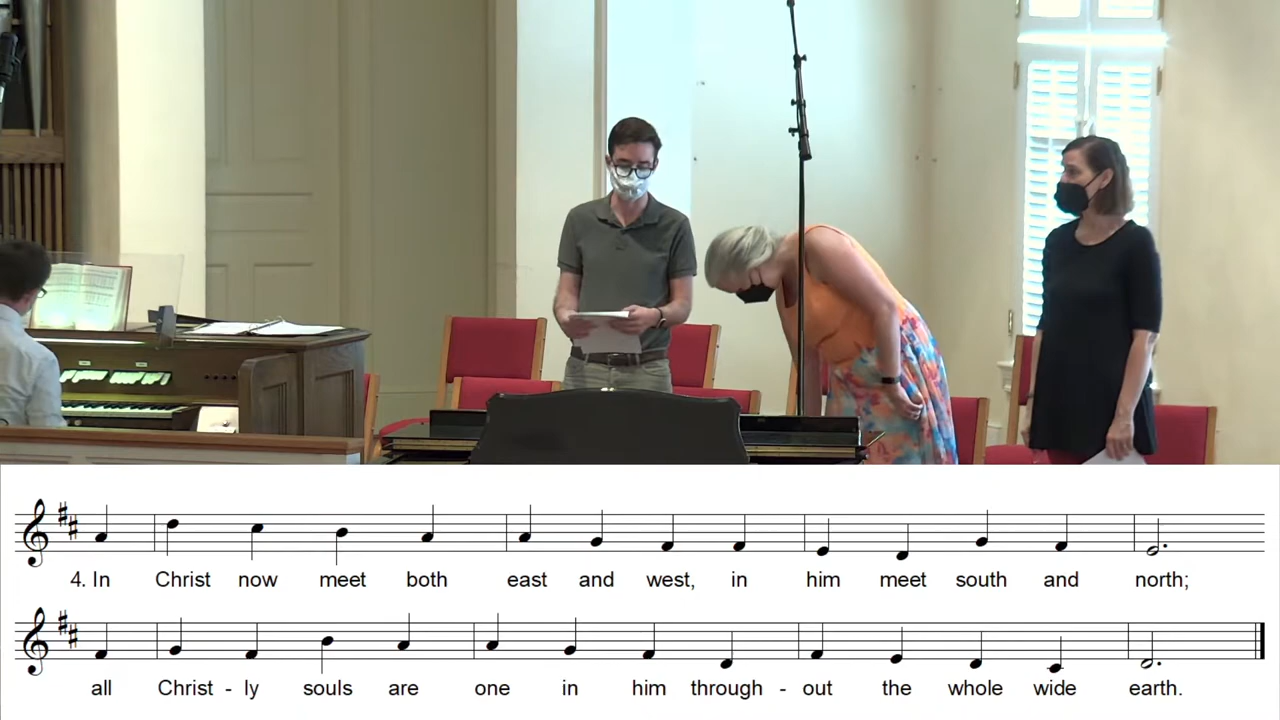 4. In Christ now meet both east and west, in him meet south and north;
all Christ - ly souls are one in him through - out the whole wide earth.